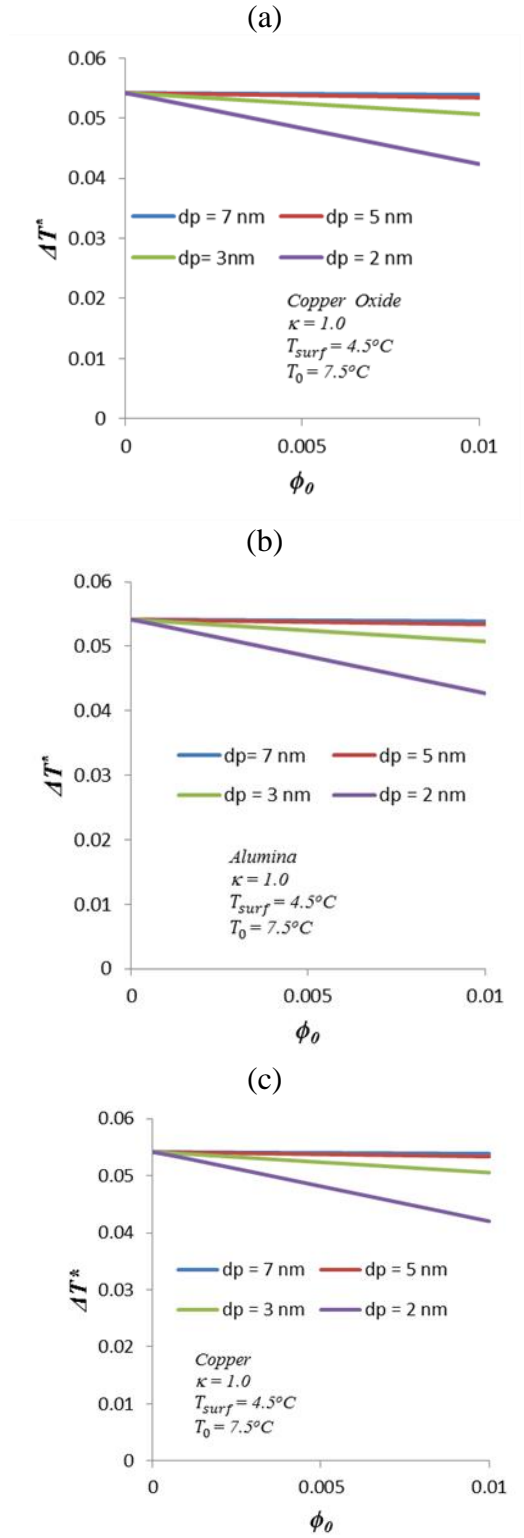 (a)
0.06
0.05
0.04
0.03
0.02
0.01
0
ΔT*
dp = 7 nm
dp = 5 nm
dp= 3nm
dp = 2 nm
Copper Oxide
κ = 1.0
Tsurf = 4.5°C
T0 = 7.5°C
0
0.005
0.01
ϕ0
(b)
0.06
0.05
0.04
0.03
0.02
0.01
0
ΔT*
dp= 7 nm
dp = 5 nm
dp = 3 nm
dp = 2 nm
Alumina
κ = 1.0
Tsurf = 4.5°C
T0 = 7.5°C
0
0.005
0.01
ϕ0
(c)
0.06
0.05
0.04
0.03
0.02
0.01
0
ΔT*
dp = 7 nm
dp = 5 nm
dp = 3 nm
dp = 2 nm
Copper
κ = 1.0
Tsurf = 4.5°C
T0 = 7.5°C
0
0.005
0.01
ϕ0